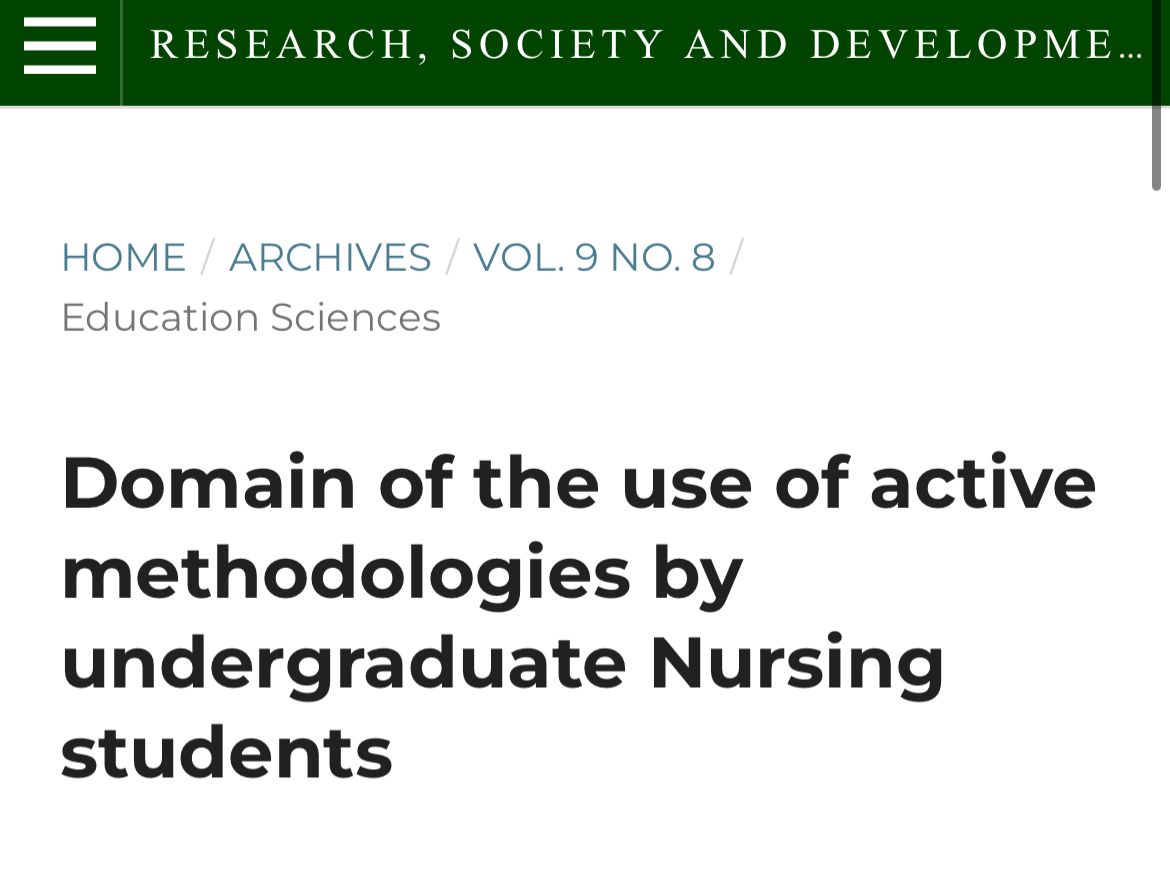 RESEARCH, SOCIETY AND DEVELOPME...
HOME / ARCHIVES / VOL. 9 NO. 8 /
Education Sciences
Domain of the use of active
methodologies by
undergraduate Nursing
students